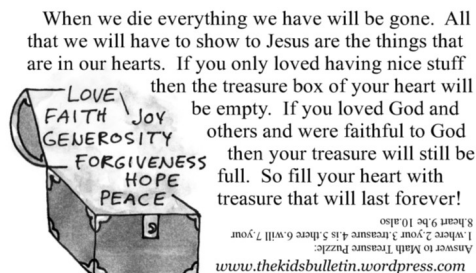 When we die everything we have will be gone. All
that we will have to show to Jesus are the things that
are in our hearts. If you only loved having nice stuff
then the treasure box of your heart will
be empty. If you loved God and
others and were faithful to God
then your treasure will still be
full. So fill your heart with
treasure that will last forever!
LOVE
FAITH JOY
GENEROSITY
FORGIVENESS
HOPE
PEACE
S
Answer to Math Treasure Puzzle:
1.where 2.your 3.treasure 4.is 5.there 6.will 7.your
8.heart 9.be 10.also
www.thekidsbulletin.wordpress.com